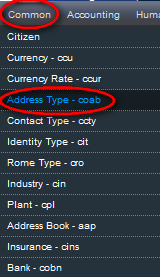 Common Accounting Huma
Citizen
Currency - ccu
Currency Rate - ccur
Address Type - coab
Contact Type - ccty
Identity Type - cit
Rome Type - cro
Industry - cin
Plant - cpl
Address Book - aap
Insurance - cins
Bank - cobn